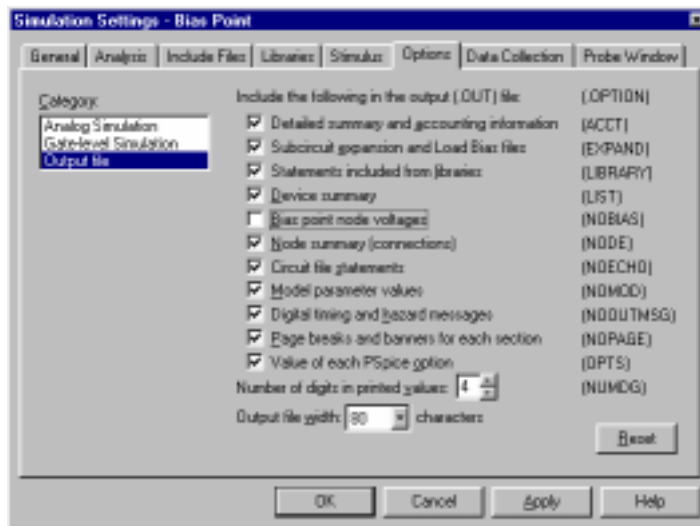 Simulation Settings - Bias Point
General Analysis Include Files Libraries Stimulus Options Data Collection Probe Window
Category:
Analog Simulation
Gate-level Simulation
Output file
Include the following in the output (.OUT) file: (.OPTION)
Detailed summary and accounting information (ACCT)
Subcircuit expansion and Load Bias files (EXPAND)
Statements included from libraries (LIBRARY)
Device summary (LIST)
Bias point node voltages (NOBIAS)
Node summary (connections) (NODE)
Circuit file statements (NOECHO)
Model parameter values (NOMOD)
Digital timing and hazard messages (NOOUTMSG)
Page breaks and banners for each section (NOPAGE)
Value of each PSpice option (OPTS)
Number of digits in printed values: 4 (NUMDG)
Output file width: 80 characters
Reset
OK Cancel Apply Help